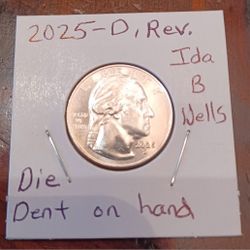 2025-D, Rev.
Ida
B
Wells
Die
Dent on hand